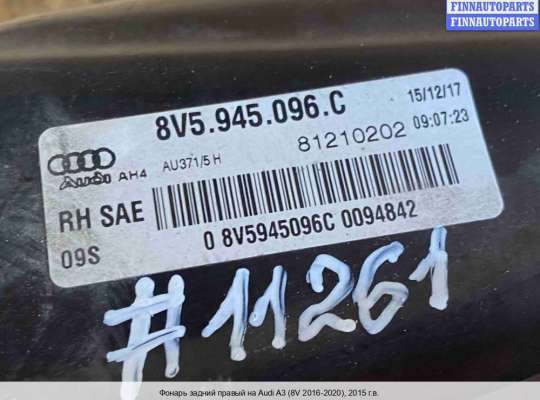 FINNAUTOPARTS
FINNAUTOPARTS
8V5.945.096.C
15/12/17
Audi AH4
AU371/5 H
81210202 09:07:23
RH SAE
09S
0 8V5945096C 0094842
#11261
Фонарь задний правый на Audi A3 (8V 2016-2020), 2015 г.в.